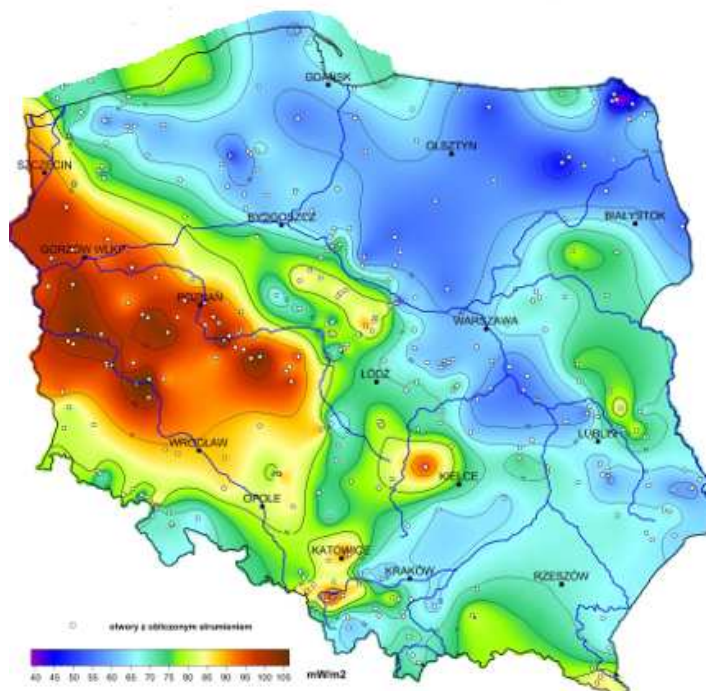 GDAŃSK
OLSZTYN
SZCZECIN
BYDGOSZCZ
BIAŁYSTOK
GORZÓW WLKP
POZNAŃ
WARSZAWA
ŁÓDŹ
WROCŁAW
LUBLIN
KIELCE
OPOLE
KATOWICE
KRAKÓW
RZESZÓW
otwory z obliczonym strumieniem
40 45 50 55 60 65 70 75 80 85 90 95 100 105 mW/m2